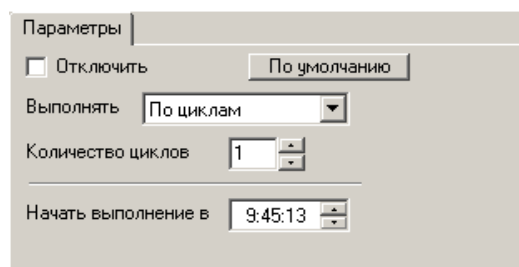 Параметры
Отключить По умолчанию
Выполнять По циклам
Количество циклов 1
Начать выполнение в 9:45:13